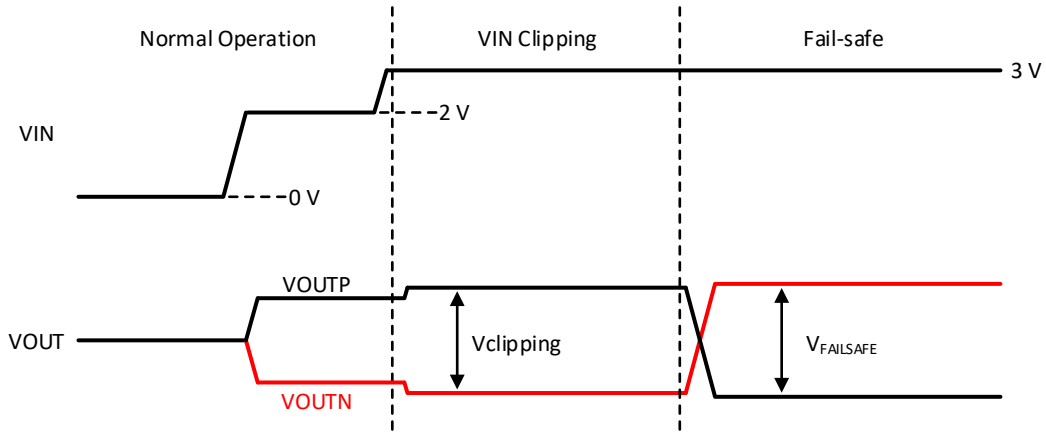 Normal Operation
VIN Clipping
Fail-safe
3 V
VIN
2 V
0 V
VOUTP
VOUT
Vclipping
VFAILSAFE
VOUTN